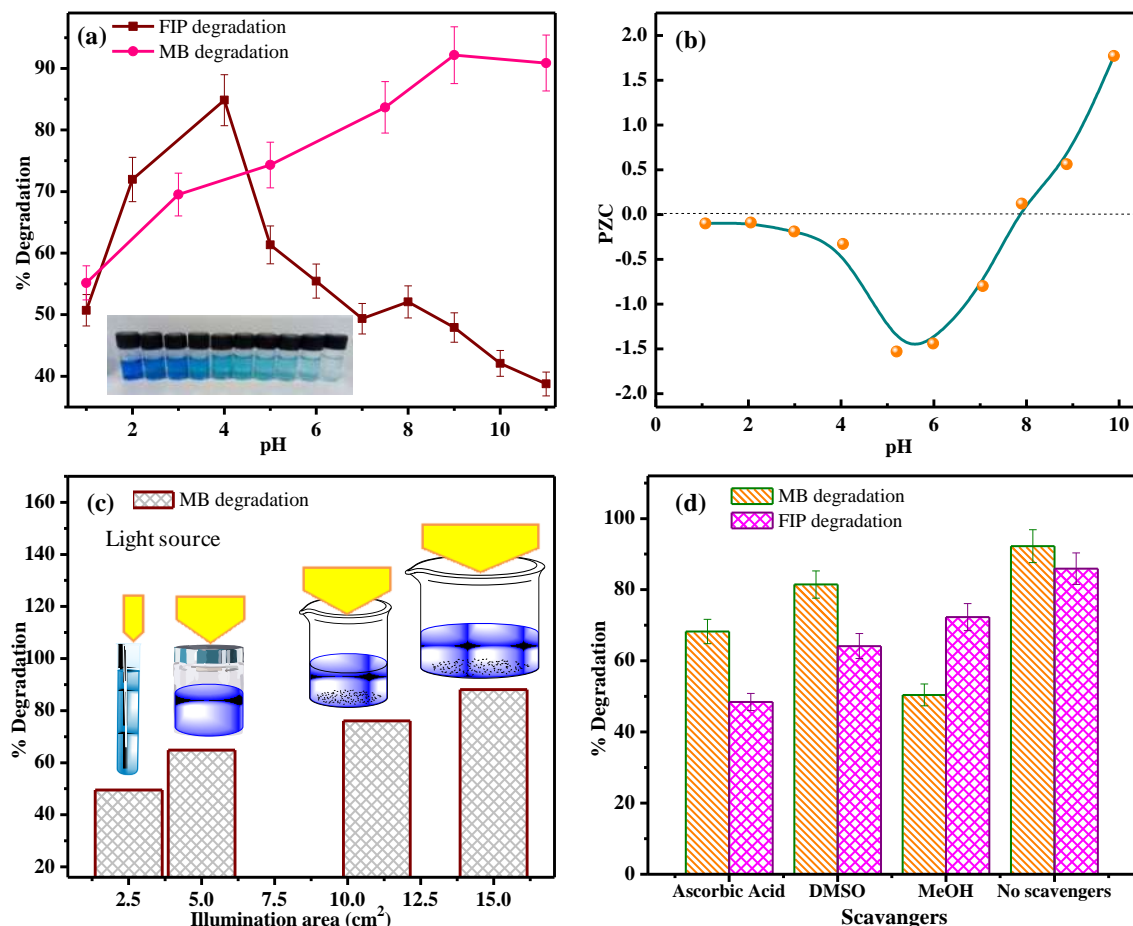 (a)
FIP degradation
MB degradation
% Degradation
90
80
70
60
50
40
2 4 6 8 10
pH
(b)
PZC
2.0
1.5
1.0
0.5
0.0
-0.5
-1.0
-1.5
-2.0
0 2 4 6 8 10
pH
(c)
MB degradation
Light source
% Degradation
160
140
120
100
80
60
40
20
2.5 5.0 7.5 10.0 12.5 15.0
Illumination area (cm²)
(d)
MB degradation
FIP degradation
% Degradation
100
80
60
40
20
0
Ascorbic Acid DMSO MeOH No scavengers
Scavangers